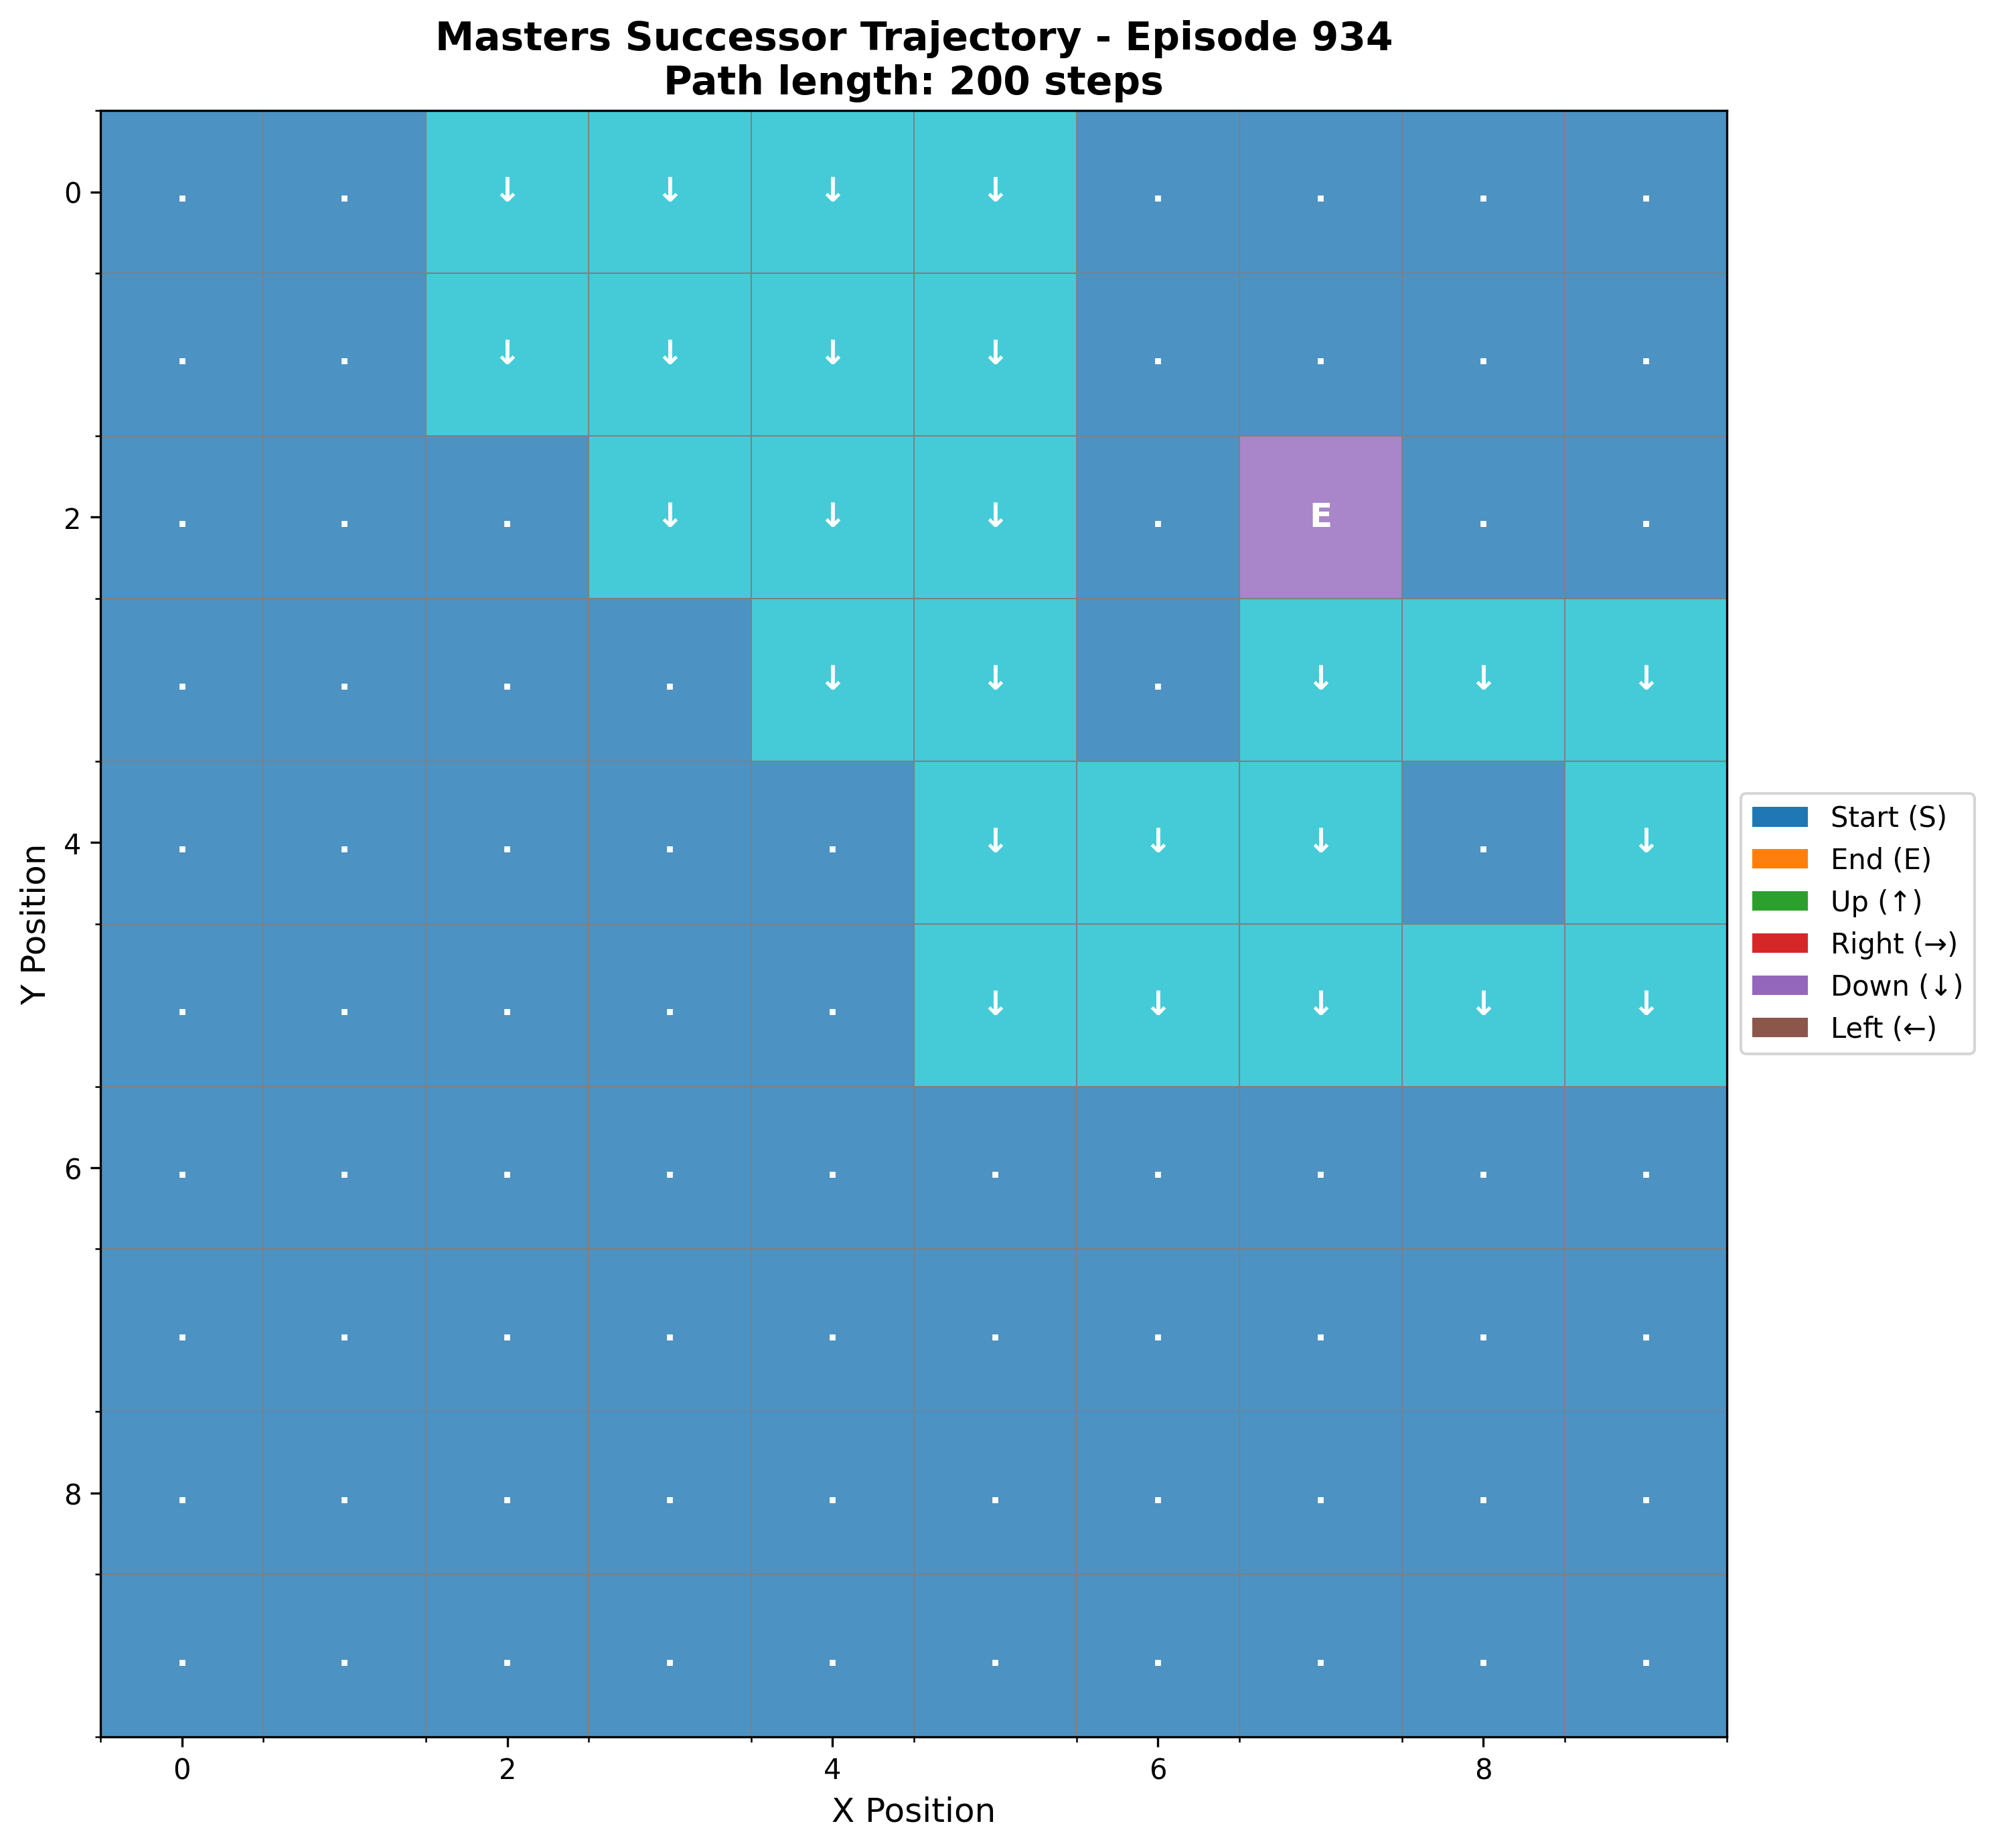 Masters Successor Trajectory - Episode 934
Path length: 200 steps
0 . . ↓ ↓ ↓ ↓ . . . .
. . ↓ ↓ ↓ ↓ . . . .
2 . . . ↓ ↓ ↓ . E . .
. . . . ↓ ↓ . ↓ ↓ ↓
4 . . . . . ↓ ↓ ↓ . ↓
. . . . . ↓ ↓ ↓ ↓ ↓
6 . . . . . . . . . .
. . . . . . . . . .
8 . . . . . . . . . .
. . . . . . . . . .
0 2 4 6 8
X Position
Y Position
Start (S)
End (E)
Up (↑)
Right (→)
Down (↓)
Left (←)